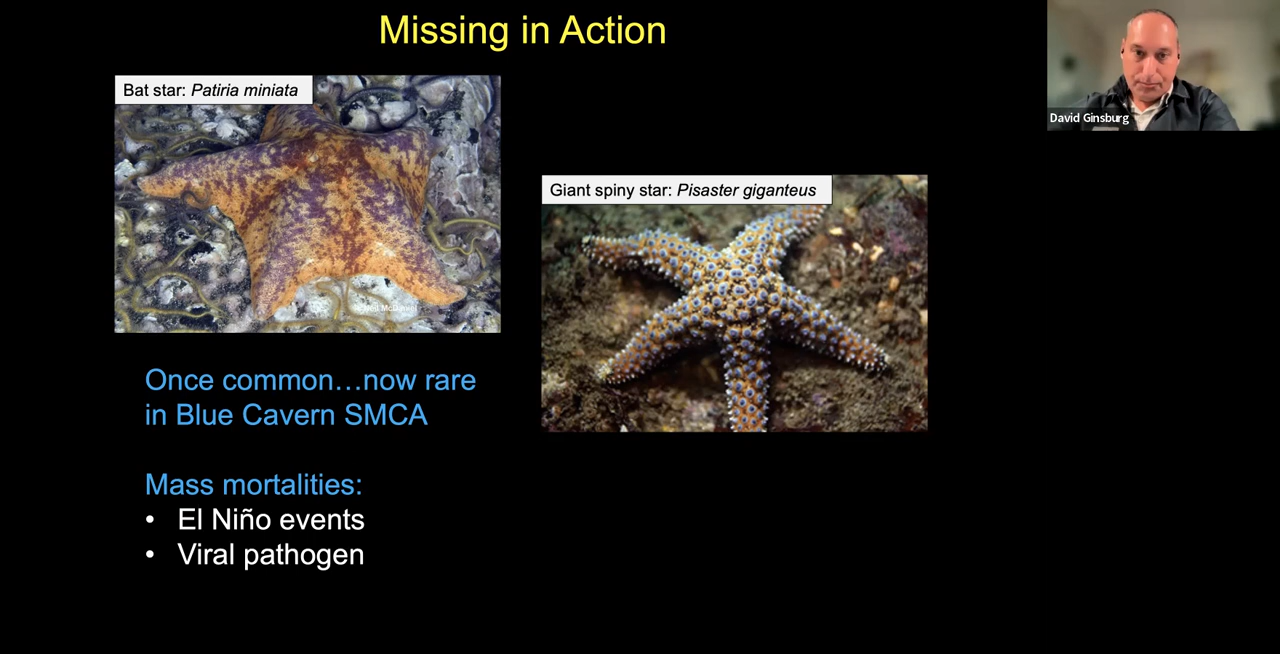 Missing in Action
Bat star: Patiria miniata
David Ginsburg
Giant spiny star: Pisaster giganteus
Once common…now rare
in Blue Cavern SMCA
Mass mortalities:
• El Niño events
• Viral pathogen